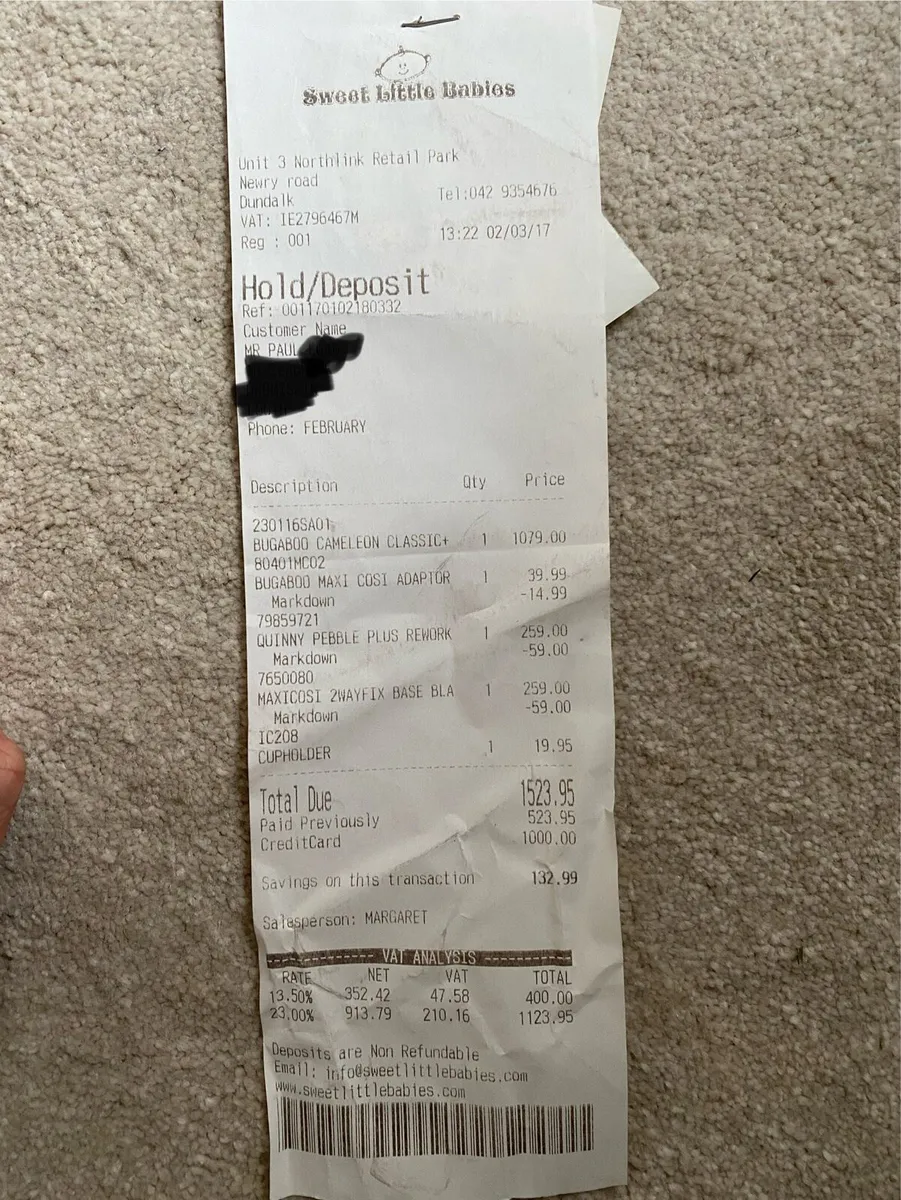 Sweet Little Babies
Unit 3 Northlink Retail Park
Newry road
Dundalk Tel:042 9354676
VAT: IE2796467M
Reg : 001 13:22 02/03/17
Hold/Deposit
Ref: 001170102180332
Customer Name
MR PAUL
Phone: FEBRUARY
Description Qty Price
230116SA01
BUGABOO CAMELEON CLASSIC+ 1 1079.00
80401MC02
BUGABOO MAXI COSI ADAPTOR 1 39.99
Markdown -14.99
79859721
QUINNY PEBBLE PLUS REWORK 1 259.00
Markdown -59.00
7650080
MAXICOSI 2WAYFIX BASE BLA 1 259.00
Markdown -59.00
IC208
CUPHOLDER 1 19.95
Total Due 1523.95
Paid Previously 523.95
CreditCard 1000.00
Savings on this transaction 132.99
Salesperson: MARGARET
VAT ANALYSIS
RATE NET VAT TOTAL
13.50% 352.42 47.58 400.00
23.00% 913.79 210.16 1123.95
Deposits are Non Refundable
Email: info@sweetlittlebabies.com
www.sweetlittlebabies.com